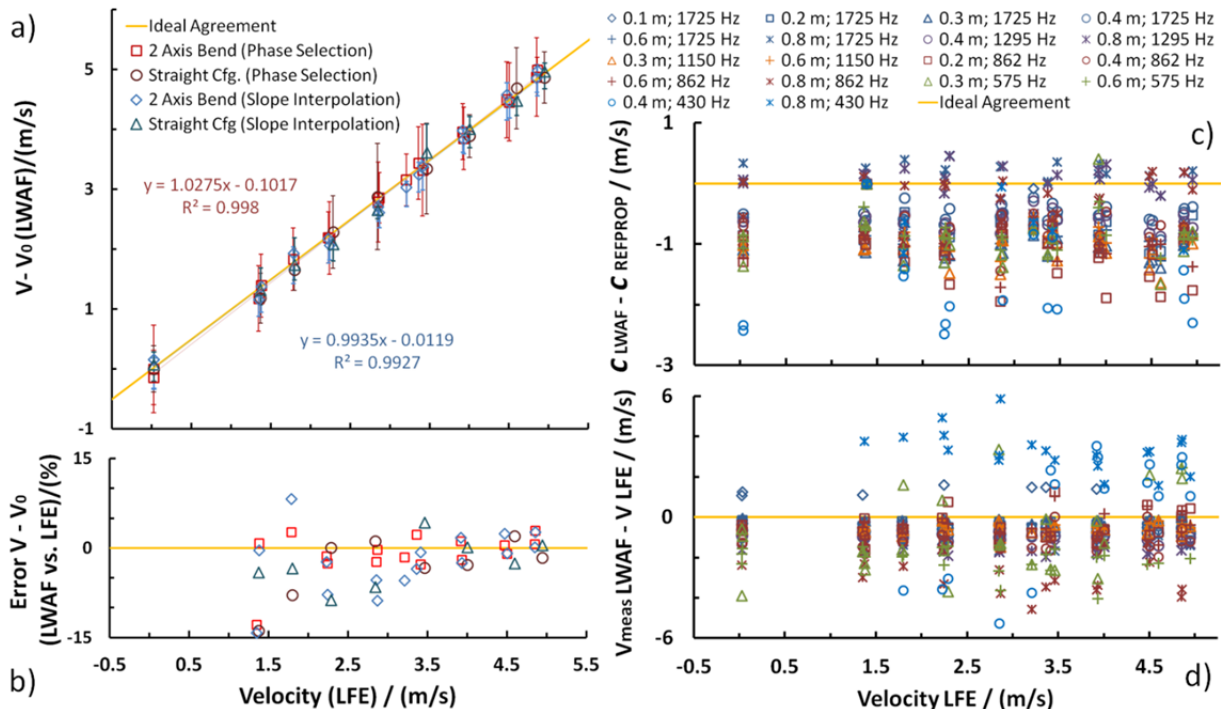 a)
Ideal Agreement
2 Axis Bend (Phase Selection)
Straight Cfg. (Phase Selection)
2 Axis Bend (Slope Interpolation)
Straight Cfg (Slope Interpolation)
y = 1.0275x - 0.1017
R² = 0.998
y = 0.9935x - 0.0119
R² = 0.9927
V- V₀ (LWAF)/(m/s)
5
3
1
-1
b)
Error V - V₀
(LWAF vs. LFE)/(%)
15
0
-15
-0.5 0.5 1.5 2.5 3.5 4.5 5.5
Velocity (LFE) / (m/s)
0.1 m; 1725 Hz 0.2 m; 1725 Hz 0.3 m; 1725 Hz 0.4 m; 1725 Hz
0.6 m; 1725 Hz 0.8 m; 1725 Hz 0.4 m; 1295 Hz 0.8 m; 1295 Hz
0.3 m; 1150 Hz 0.6 m; 1150 Hz 0.2 m; 862 Hz 0.4 m; 862 Hz
0.6 m; 862 Hz 0.8 m; 862 Hz 0.3 m; 575 Hz 0.6 m; 575 Hz
0.4 m; 430 Hz 0.8 m; 430 Hz Ideal Agreement
c)
C LWAF - C REFPROP / (m/s)
1
-1
-3
d)
Vmeas LWAF - V LFE / (m/s)
6
0
-6
-0.5 0.5 1.5 2.5 3.5 4.5
Velocity LFE / (m/s)